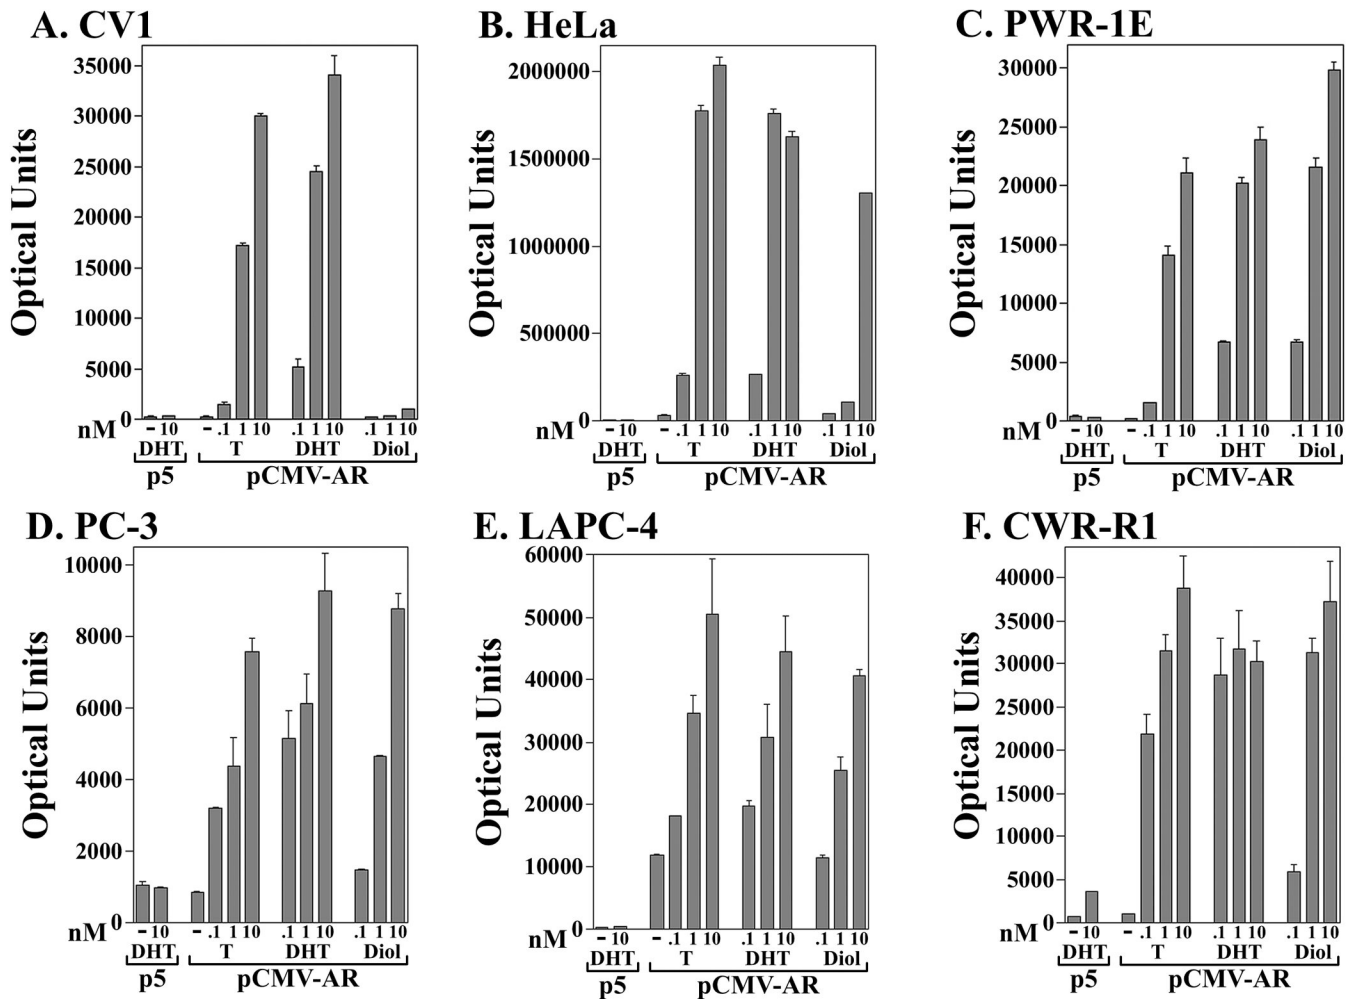 A. CV1
Optical Units
35000
30000
25000
20000
15000
10000
5000
0
nM
– 10 – .1 1 10 .1 1 10 .1 1 10
DHT T DHT Diol
p5 pCMV-AR
B. HeLa
Optical Units
2000000
1500000
1000000
500000
0
nM
– 10 – .1 1 10 .1 1 10 .1 1 10
DHT T DHT Diol
p5 pCMV-AR
C. PWR-1E
Optical Units
30000
25000
20000
15000
10000
5000
0
nM
– 10 – .1 1 10 .1 1 10 .1 1 10
DHT T DHT Diol
p5 pCMV-AR
D. PC-3
Optical Units
10000
8000
6000
4000
2000
0
nM
– 10 – .1 1 10 .1 1 10 .1 1 10
DHT T DHT Diol
p5 pCMV-AR
E. LAPC-4
Optical Units
60000
50000
40000
30000
20000
10000
0
nM
– 10 – .1 1 10 .1 1 10 .1 1 10
DHT T DHT Diol
p5 pCMV-AR
F. CWR-R1
Optical Units
40000
35000
30000
25000
20000
15000
10000
5000
0
nM
– 10 – .1 1 10 .1 1 10 .1 1 10
DHT T DHT Diol
p5 pCMV-AR